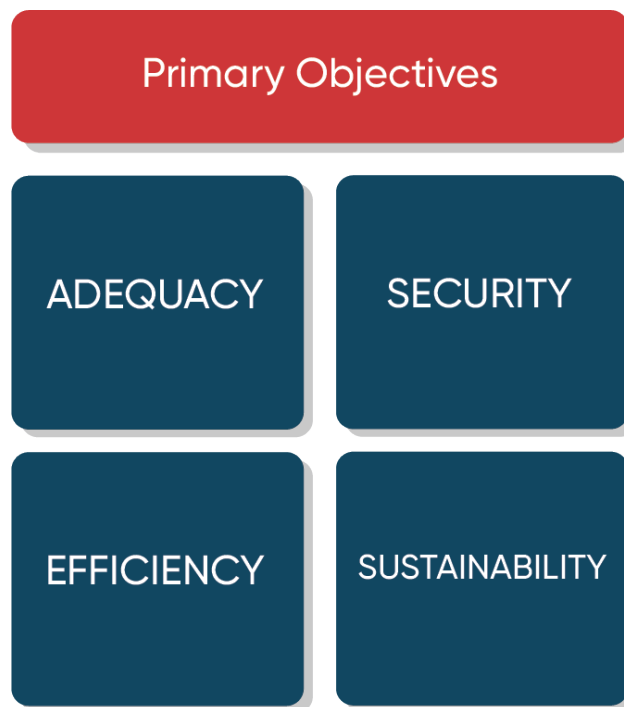 Primary Objectives
ADEQUACY
SECURITY
EFFICIENCY
SUSTAINABILITY